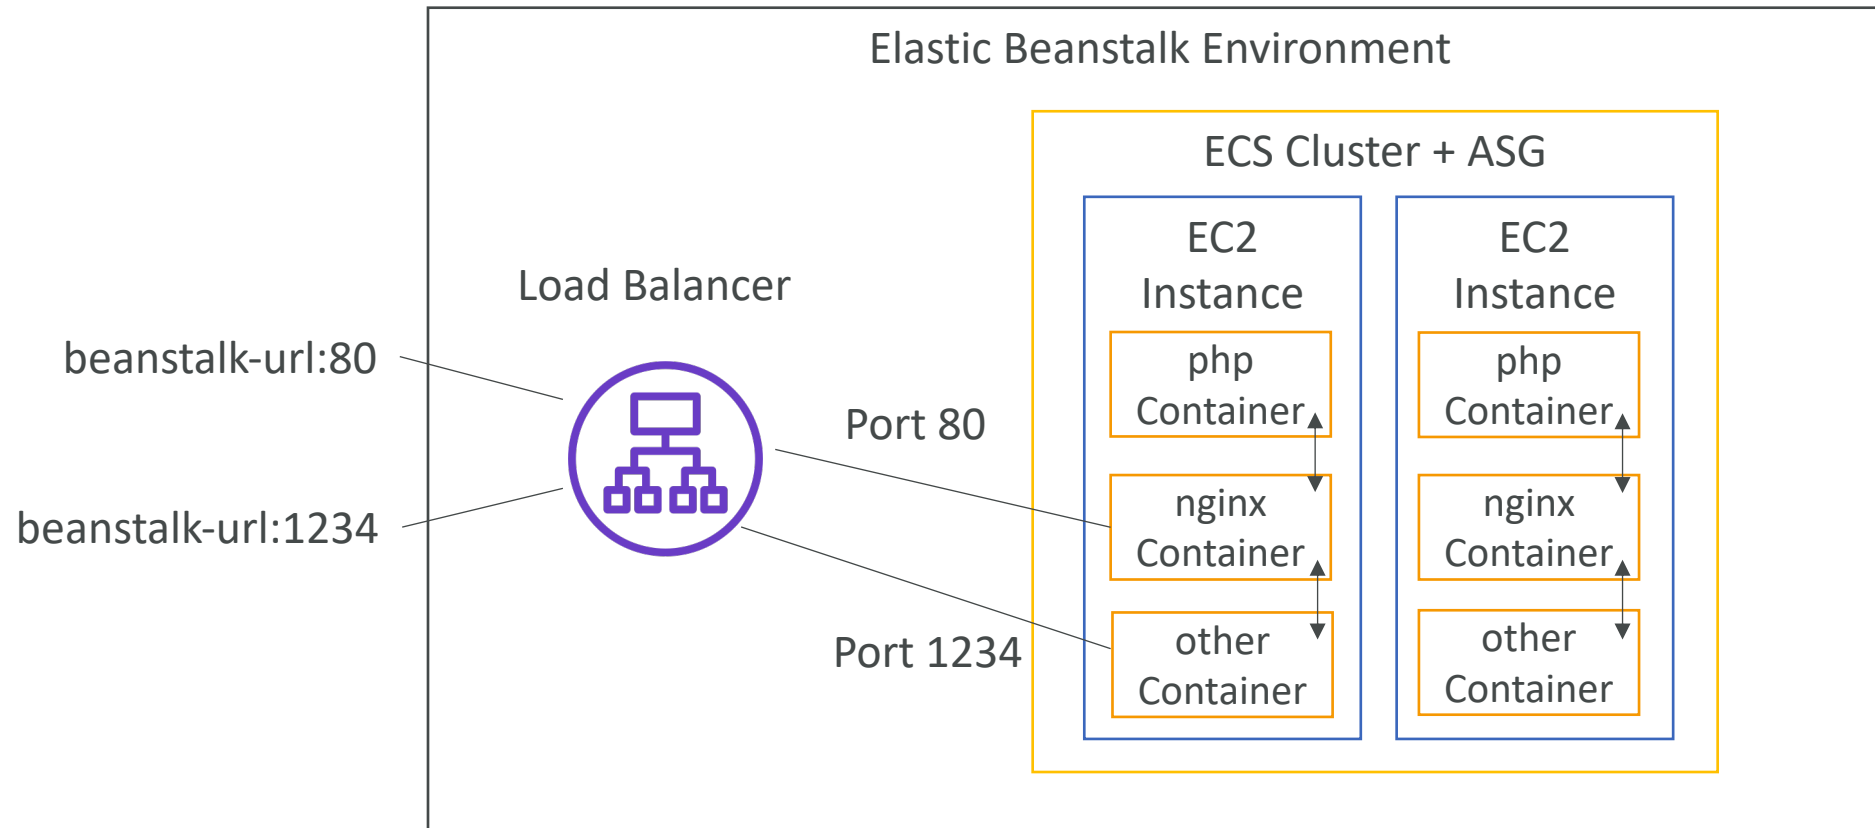 Elastic Beanstalk Environment
ECS Cluster + ASG
Load Balancer
beanstalk-url:80
beanstalk-url:1234
Port 80
Port 1234
EC2
Instance
php
Container
nginx
Container
other
Container
EC2
Instance
php
Container
nginx
Container
other
Container